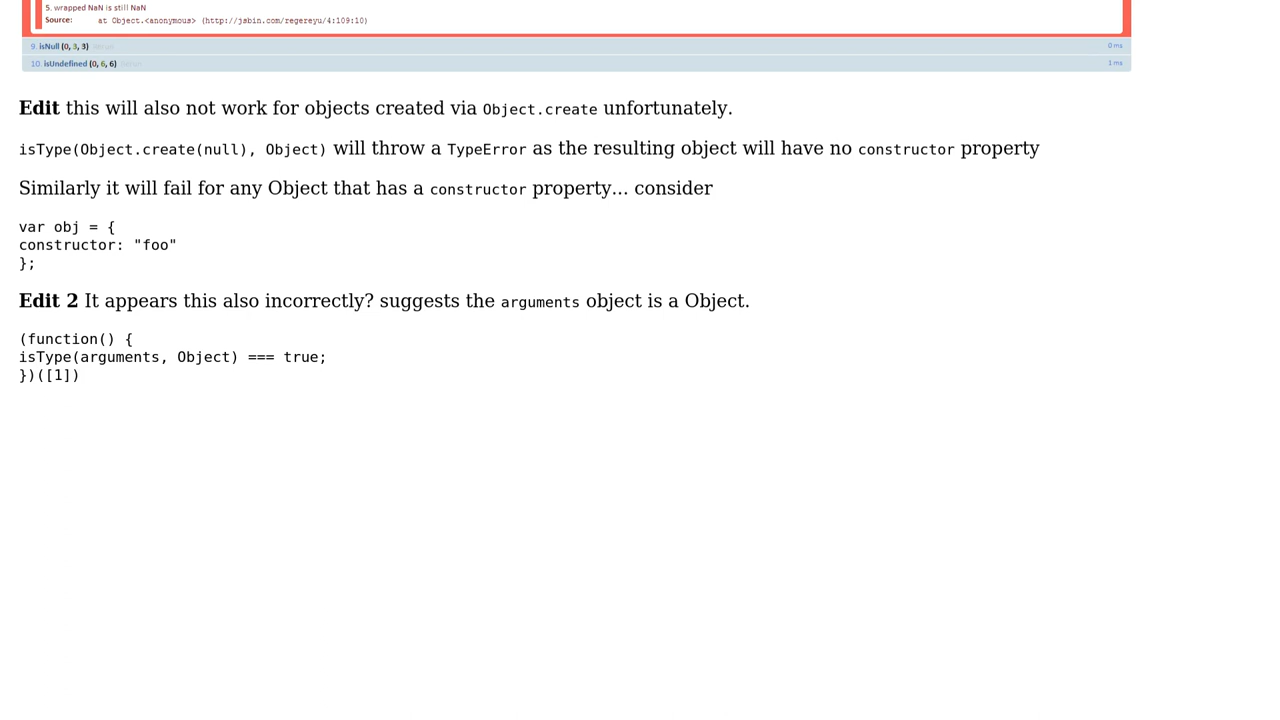 5. wrapped NaN is still NaN
Source: at Object.<anonymous> (http://jsbin.com/regereyu/4:109:10)
9. isNull (0, 3, 3) 0 ms
10. isUndefined (0, 6, 6) 1 ms
Edit this will also not work for objects created via Object.create unfortunately.
isType(Object.create(null), Object) will throw a TypeError as the resulting object will have no constructor property
Similarly it will fail for any Object that has a constructor property... consider
var obj = {
constructor: "foo"
};
Edit 2 It appears this also incorrectly? suggests the arguments object is a Object.
(function() {
isType(arguments, Object) === true;
})([1])